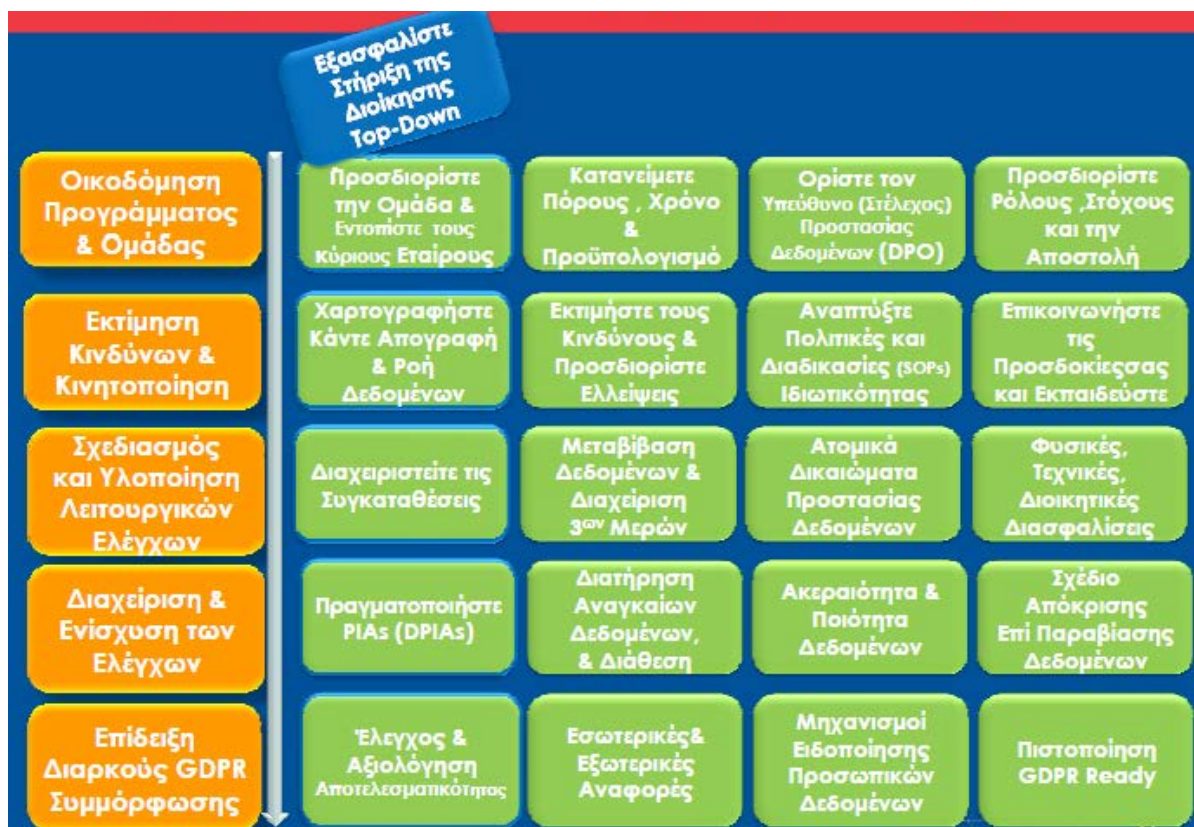 Εξασφαλίστε
Στήριξη της
Διοίκησης
Top-Down
Οικοδόμηση
Προγράμματος
& Ομάδας
Προσδιορίστε
την Ομάδα &
Εντοπίστε τους
κύριους Εταίρους
Κατανείμετε
Πόρους , Χρόνο
&
Προϋπολογισμό
Ορίστε τον
Υπεύθυνο (Στέλεχος)
Προστασίας
Δεδομένων (DPO)
Προσδιορίστε
Ρόλους ,Στόχους
και την
Αποστολή
Εκτίμηση
Κινδύνων &
Κινητοποίηση
Χαρτογραφήστε
Κάντε Απογραφή
& Ροή
Δεδομένων
Εκτιμήστε τους
Κινδύνους &
Προσδιορίστε
Ελλείψεις
Αναπτύξτε
Πολιτικές και
Διαδικασίες (SOPs)
Ιδιωτικότητας
Επικοινωνήστε
τις
Προσδοκίεςσας
και Εκπαιδεύστε
Σχεδιασμός
και Υλοποίηση
Λειτουργικών
Ελέγχων
Διαχειριστείτε τις
Συγκαταθέσεις
Μεταβίβαση
Δεδομένων &
Διαχείριση
3ων Μερών
Ατομικά
Δικαιώματα
Προστασίας
Δεδομένων
Φυσικές,
Τεχνικές,
Διοικητικές
Διασφαλίσεις
Διαχείριση &
Ενίσχυση των
Ελέγχων
Πραγματοποιήστε
PIAs (DPIAs)
Διατήρηση
Αναγκαίων
Δεδομένων,
& Διάθεση
Ακεραιότητα &
Ποιότητα
Δεδομένων
Σχέδιο
Απόκρισης
Επί Παραβίασης
Δεδομένων
Επίδειξη
Διαρκούς GDPR
Συμμόρφωσης
Έλεγχος &
Αξιολόγηση
Αποτελεσματικότητας
Εσωτερικές&
Εξωτερικές
Αναφορές
Μηχανισμοί
Ειδοποίησης
Προσωπικών
Δεδομένων
Πιστοποίηση
GDPR Ready